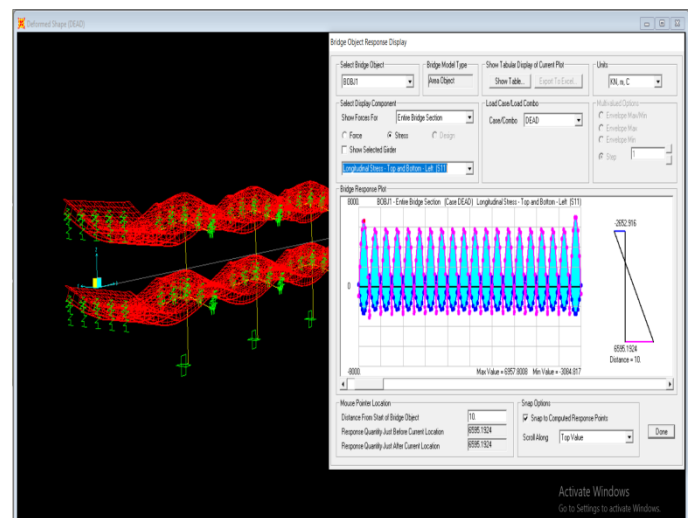 Deformed Shape (DEAD)
Bridge Object Response Display
Select Bridge Object
BOBJ1
Bridge Model Type
Area Object
Show Tabular Display of Current Plot
Show Table...
Export To Excel...
Units
KN, m, C
Select Display Component
Show Forces For
Entire Bridge Section
Force
Stress
Design
Show Selected Girder
Longitudinal Stress - Top and Bottom - Left (S11)
Load Case/Load Combo
Case/Combo
DEAD
Multivalued Options
Envelope Max/Min
Envelope Max
Envelope Min
Step
1
Bridge Response Plot
8000.
BOBJ1 - Entire Bridge Section (Case DEAD) Longitudinal Stress - Top and Bottom - Left (S11)
0
-8000.
Max Value = 6957.8008 Min Value = -3084.817
-2652.916
6595.1924
Distance = 10.
Mouse Pointer Location
Distance From Start of Bridge Object
10.
Response Quantity-Just Before Current Location
6595.1924
Response Quantity-Just After Current Location
6595.1924
Snap Options
Snap to Computed Response Points
Scroll Along
Top Value
Done
Activate Windows
Go to Settings to activate Windows.